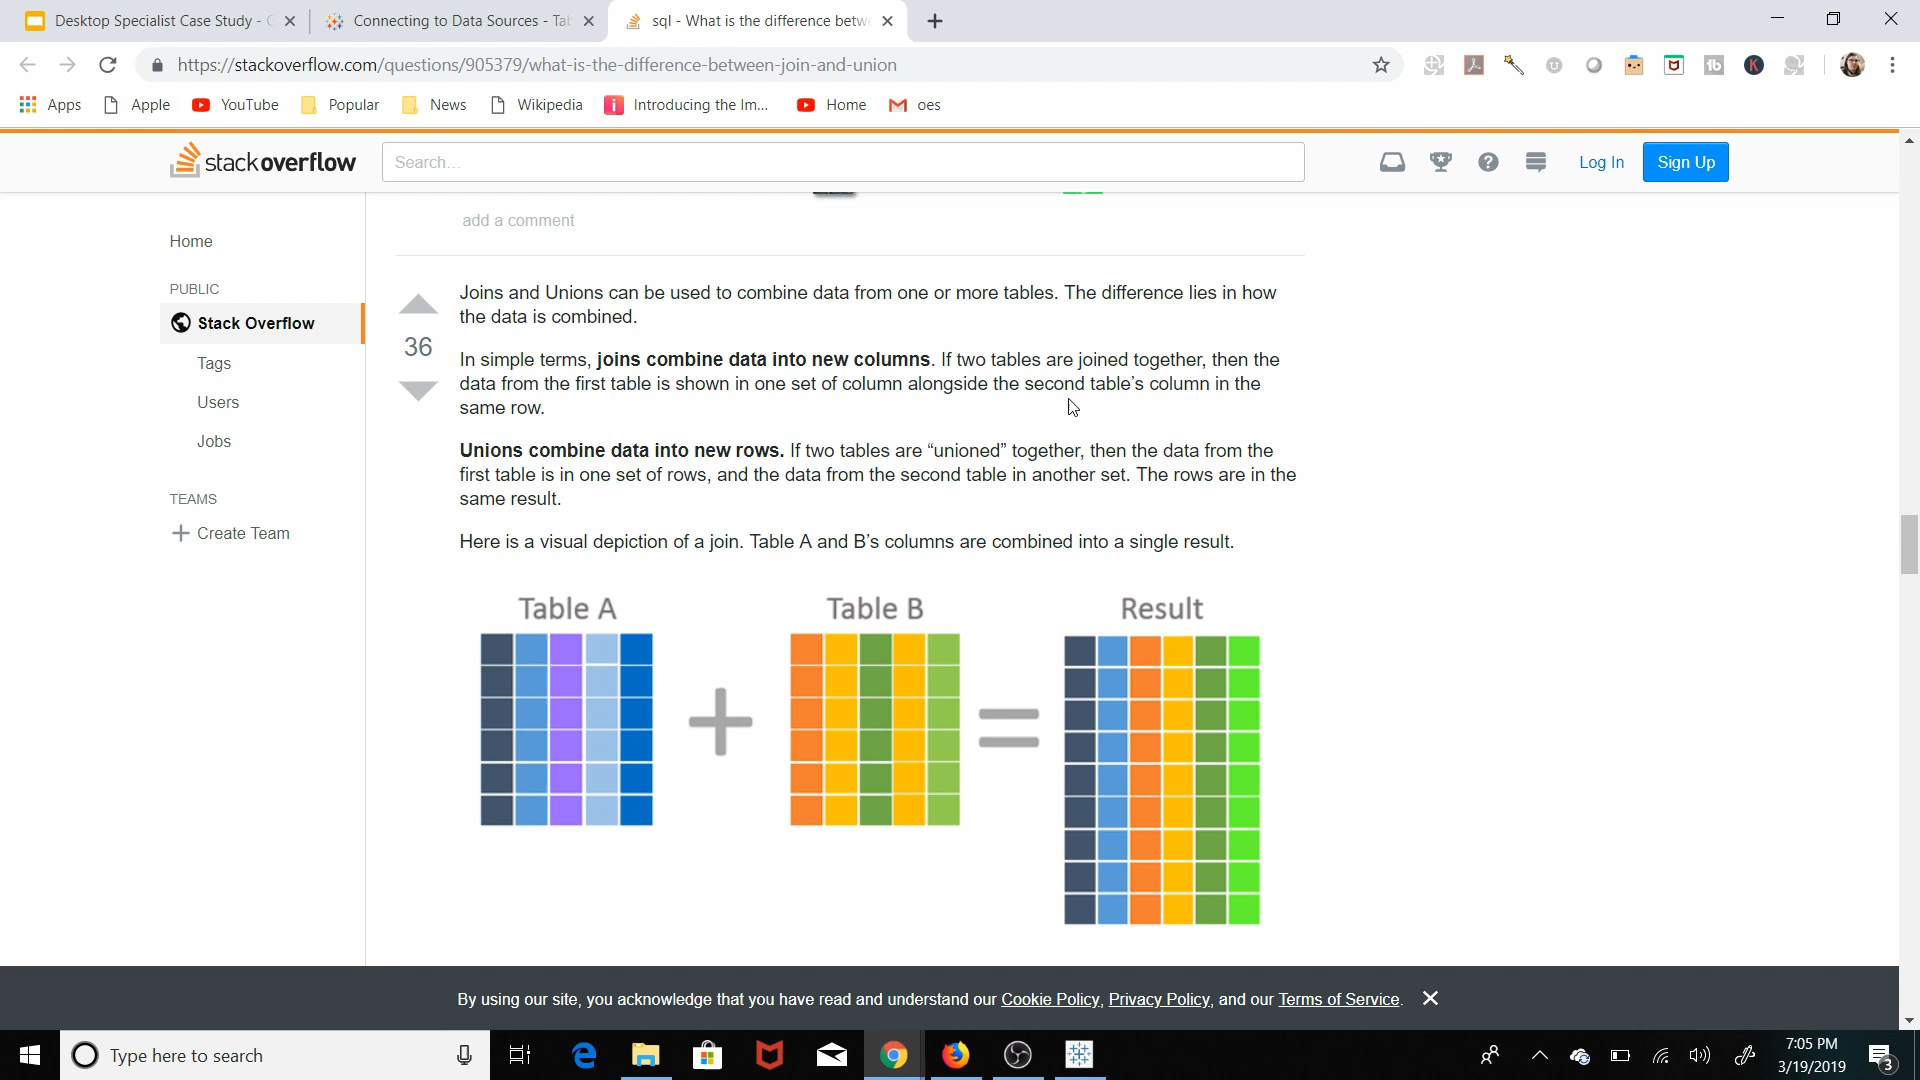 Desktop Specialist Case Study -
Connecting to Data Sources - Tab
sql - What is the difference betwe
https://stackoverflow.com/questions/905379/what-is-the-difference-between-join-and-union
Apps
Apple
YouTube
Popular
News
Wikipedia
Introducing the Im...
Home
oes
stackoverflow
Search...
Log In
Sign Up
Home
PUBLIC
Stack Overflow
Tags
Users
Jobs
TEAMS
Create Team
add a comment
36
Joins and Unions can be used to combine data from one or more tables. The difference lies in how
the data is combined.
In simple terms, joins combine data into new columns. If two tables are joined together, then the
data from the first table is shown in one set of column alongside the second table’s column in the
same row.
Unions combine data into new rows. If two tables are “unioned” together, then the data from the
first table is in one set of rows, and the data from the second table in another set. The rows are in the
same result.
Here is a visual depiction of a join. Table A and B’s columns are combined into a single result.
Table A
Table B
Result
By using our site, you acknowledge that you have read and understand our Cookie Policy, Privacy Policy, and our Terms of Service.
Type here to search
7:05 PM
3/19/2019
3